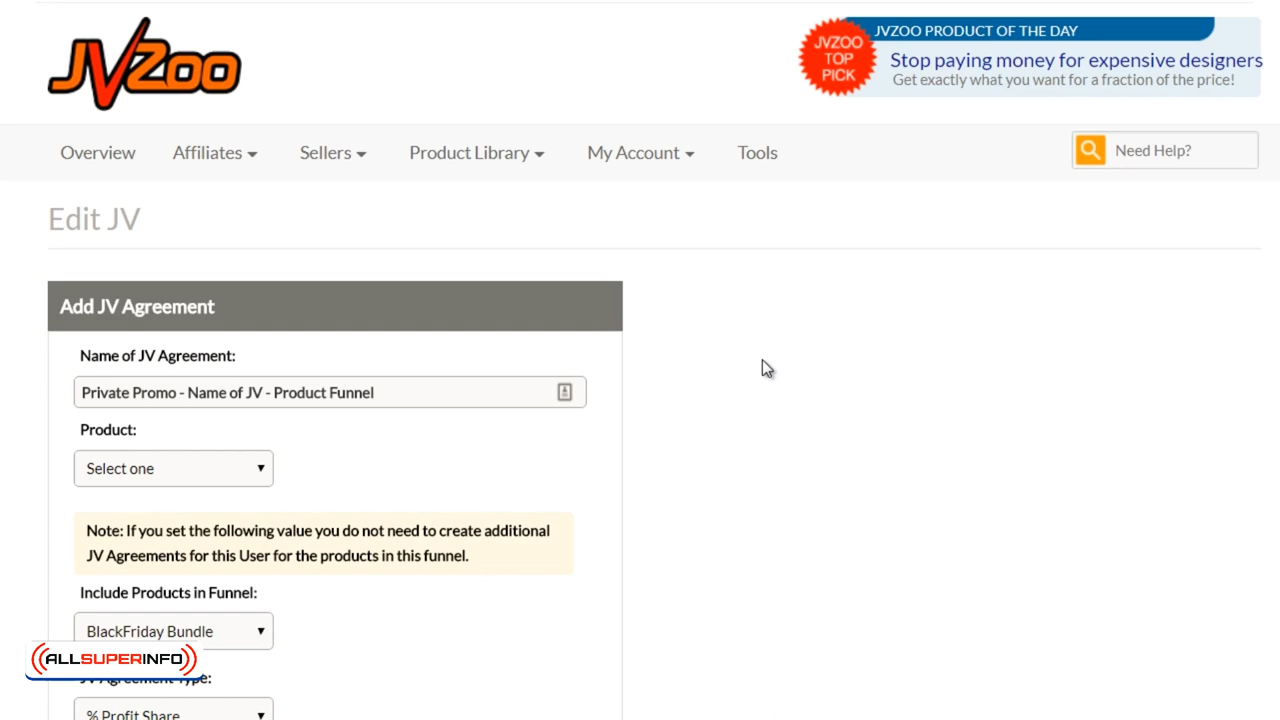 JVZoo
JVZOO TOP PICK
JVZOO PRODUCT OF THE DAY
Stop paying money for expensive designers
Get exactly what you want for a fraction of the price!
Overview
Affiliates
Sellers
Product Library
My Account
Tools
Need Help?
Edit JV
Add JV Agreement
Name of JV Agreement:
Private Promo - Name of JV - Product Funnel
Product:
Select one
Note: If you set the following value you do not need to create additional
JV Agreements for this User for the products in this funnel.
Include Products in Funnel:
BlackFriday Bundle
ALLSUPERINFO
JV Agreement Type:
% Profit Share